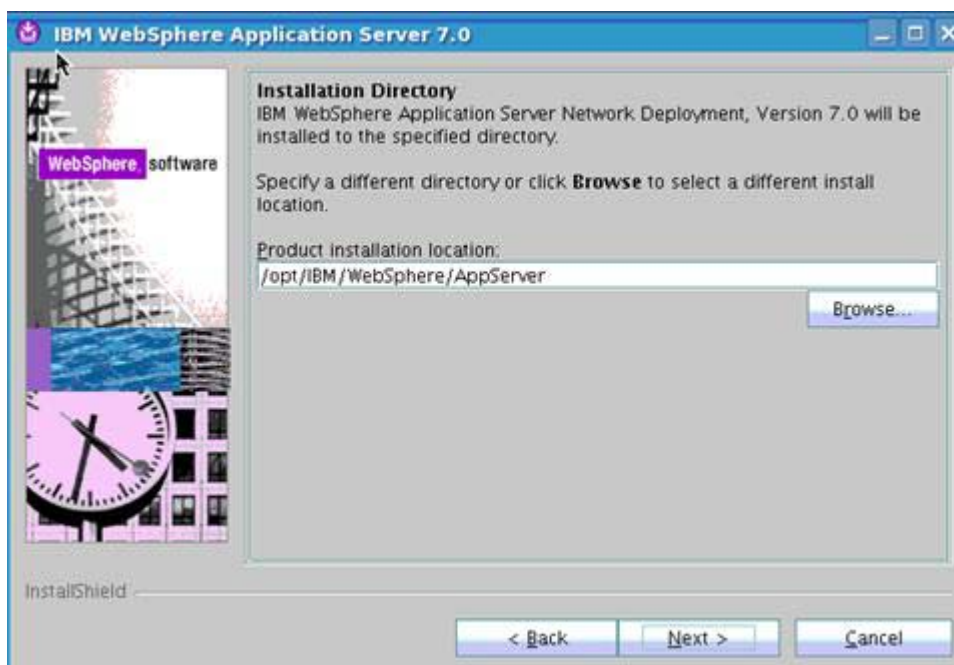 IBM WebSphere Application Server 7.0
WebSphere. software
Installation Directory
IBM WebSphere Application Server Network Deployment, Version 7.0 will be
installed to the specified directory.
Specify a different directory or click Browse to select a different install
location.
Product installation location:
/opt/IBM/WebSphere/AppServer
Browse...
InstallShield
< Back
Next >
Cancel